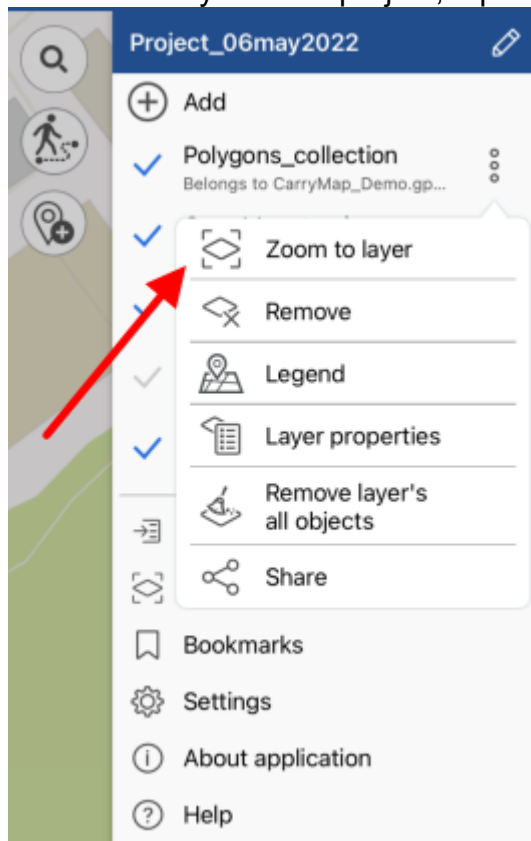 Project_06may2022
Add
Polygons_collection
Belongs to CarryMap_Demo.gp...
Zoom to layer
Remove
Legend
Layer properties
Remove layer's
all objects
Share
Bookmarks
Settings
About application
Help